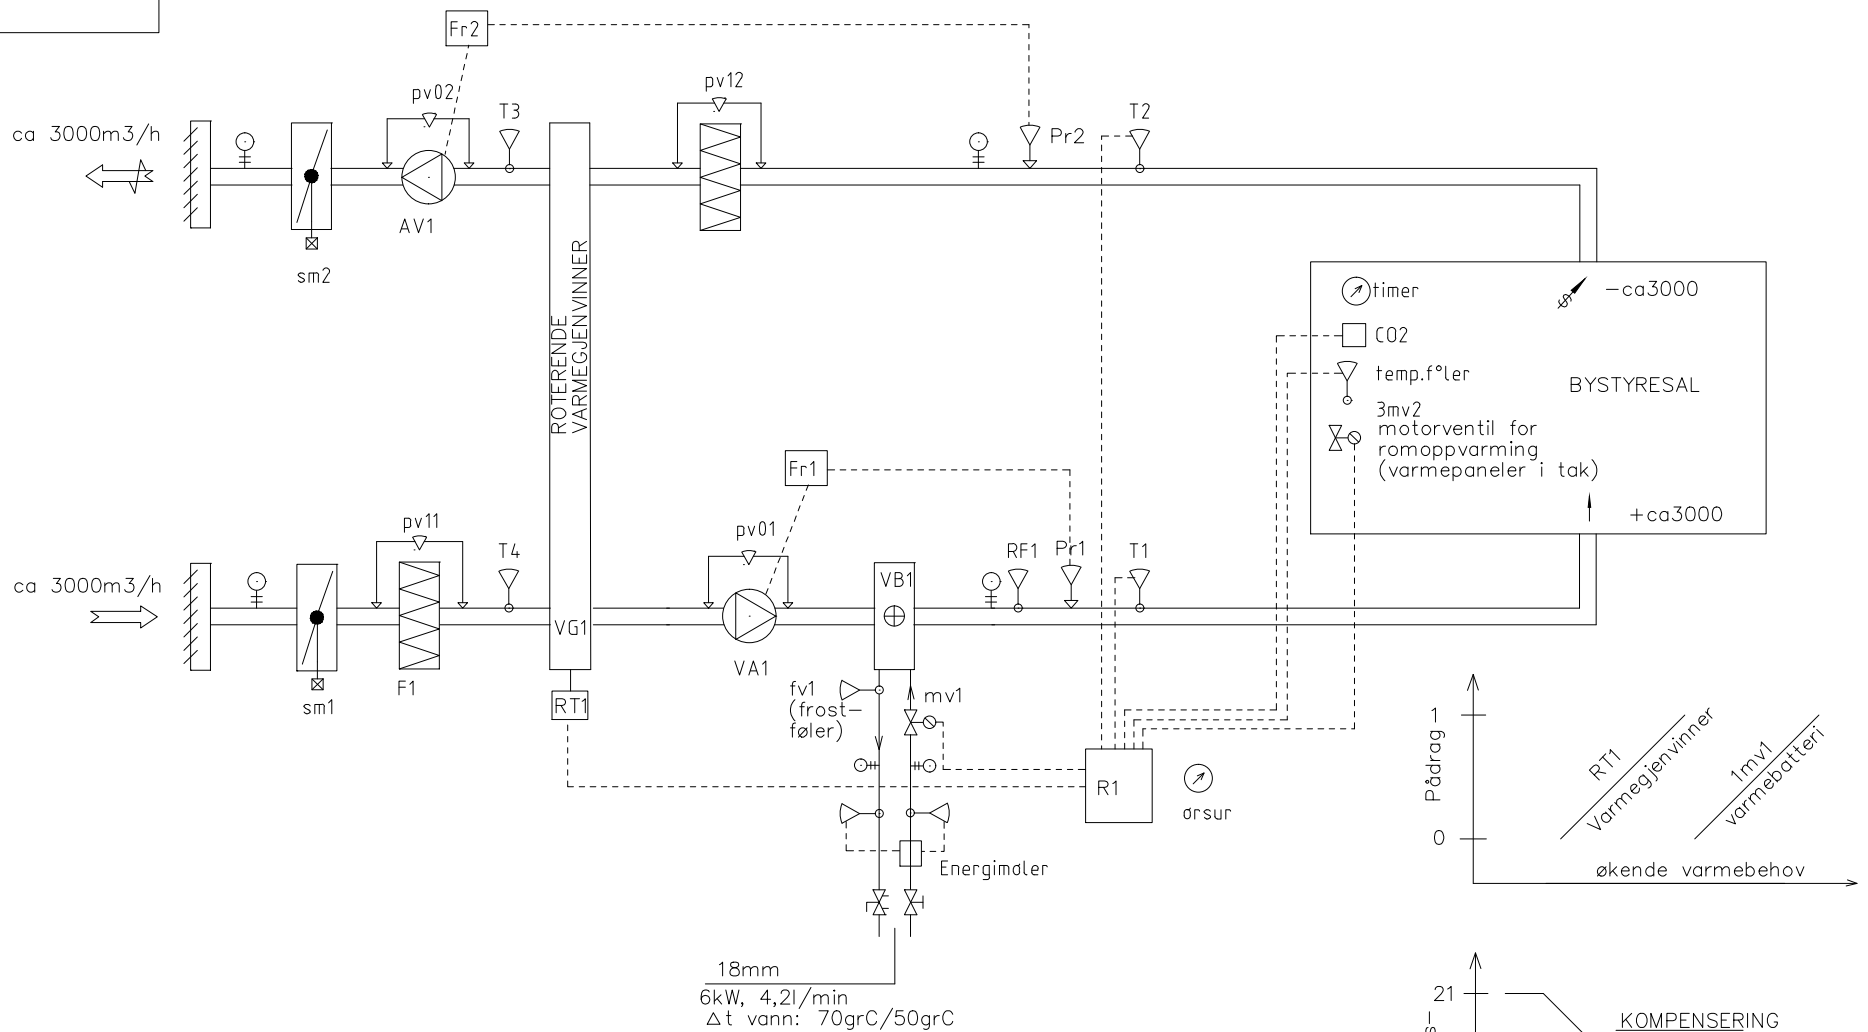 Fr2
pv02
T3
pv12
T2
ca 3000m3/h
Pr2
AV1
sm2
ROTERENDE
VARMEGJENVINNER
timer
-ca3000
CO2
temp.f°ler
BYSTYRESAL
3mv2
motorventil for
romoppvarming
(varmepaneler i tak)
+ca3000
Fr1
pv11
T4
pv01
RF1
Pr1
T1
ca 3000m3/h
VB1
VG1
VA1
F1
sm1
RT1
fv1
(frost-
føler)
mv1
R1
årsur
Energimåler
18mm
6kW, 4,2l/min
Δt vann: 70grC/50grC
Pådrag
1
0
RT1
Varmegjenvinner
1mv1
varmebatteri
økende varmebehov
21
KOMPENSERING